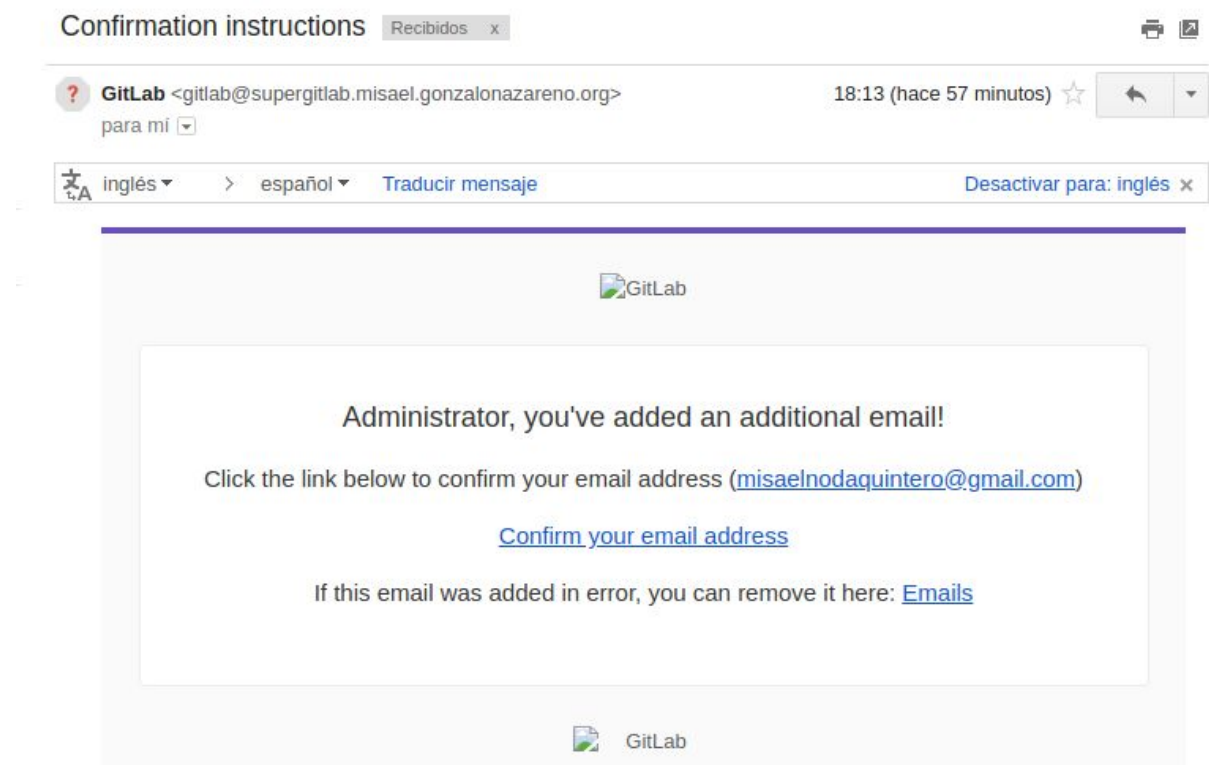 Confirmation instructions Recibidos x
? GitLab <gitlab@supergitlab.misael.gonzalonazareno.org> 18:13 (hace 57 minutos)
para mí
文A inglés > español Traducir mensaje Desactivar para: inglés x
GitLab
Administrator, you've added an additional email!
Click the link below to confirm your email address (misaelnodaquintero@gmail.com)
Confirm your email address
If this email was added in error, you can remove it here: Emails
GitLab